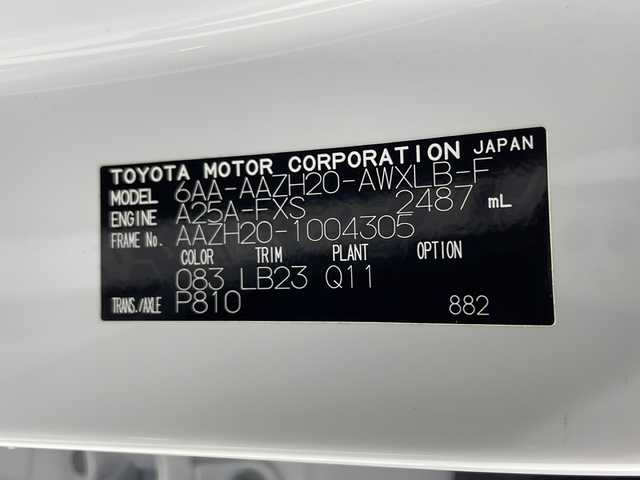 TOYOTA MOTOR CORPORATION JAPAN
MODEL 6AA-AAZH20-AWXLB-F
ENGINE A25A-FXS 2487 mL
FRAME No. AAZH20-1004305
COLOR TRIM PLANT OPTION
083 LB23 Q11
TRANS./AXLE P810 882